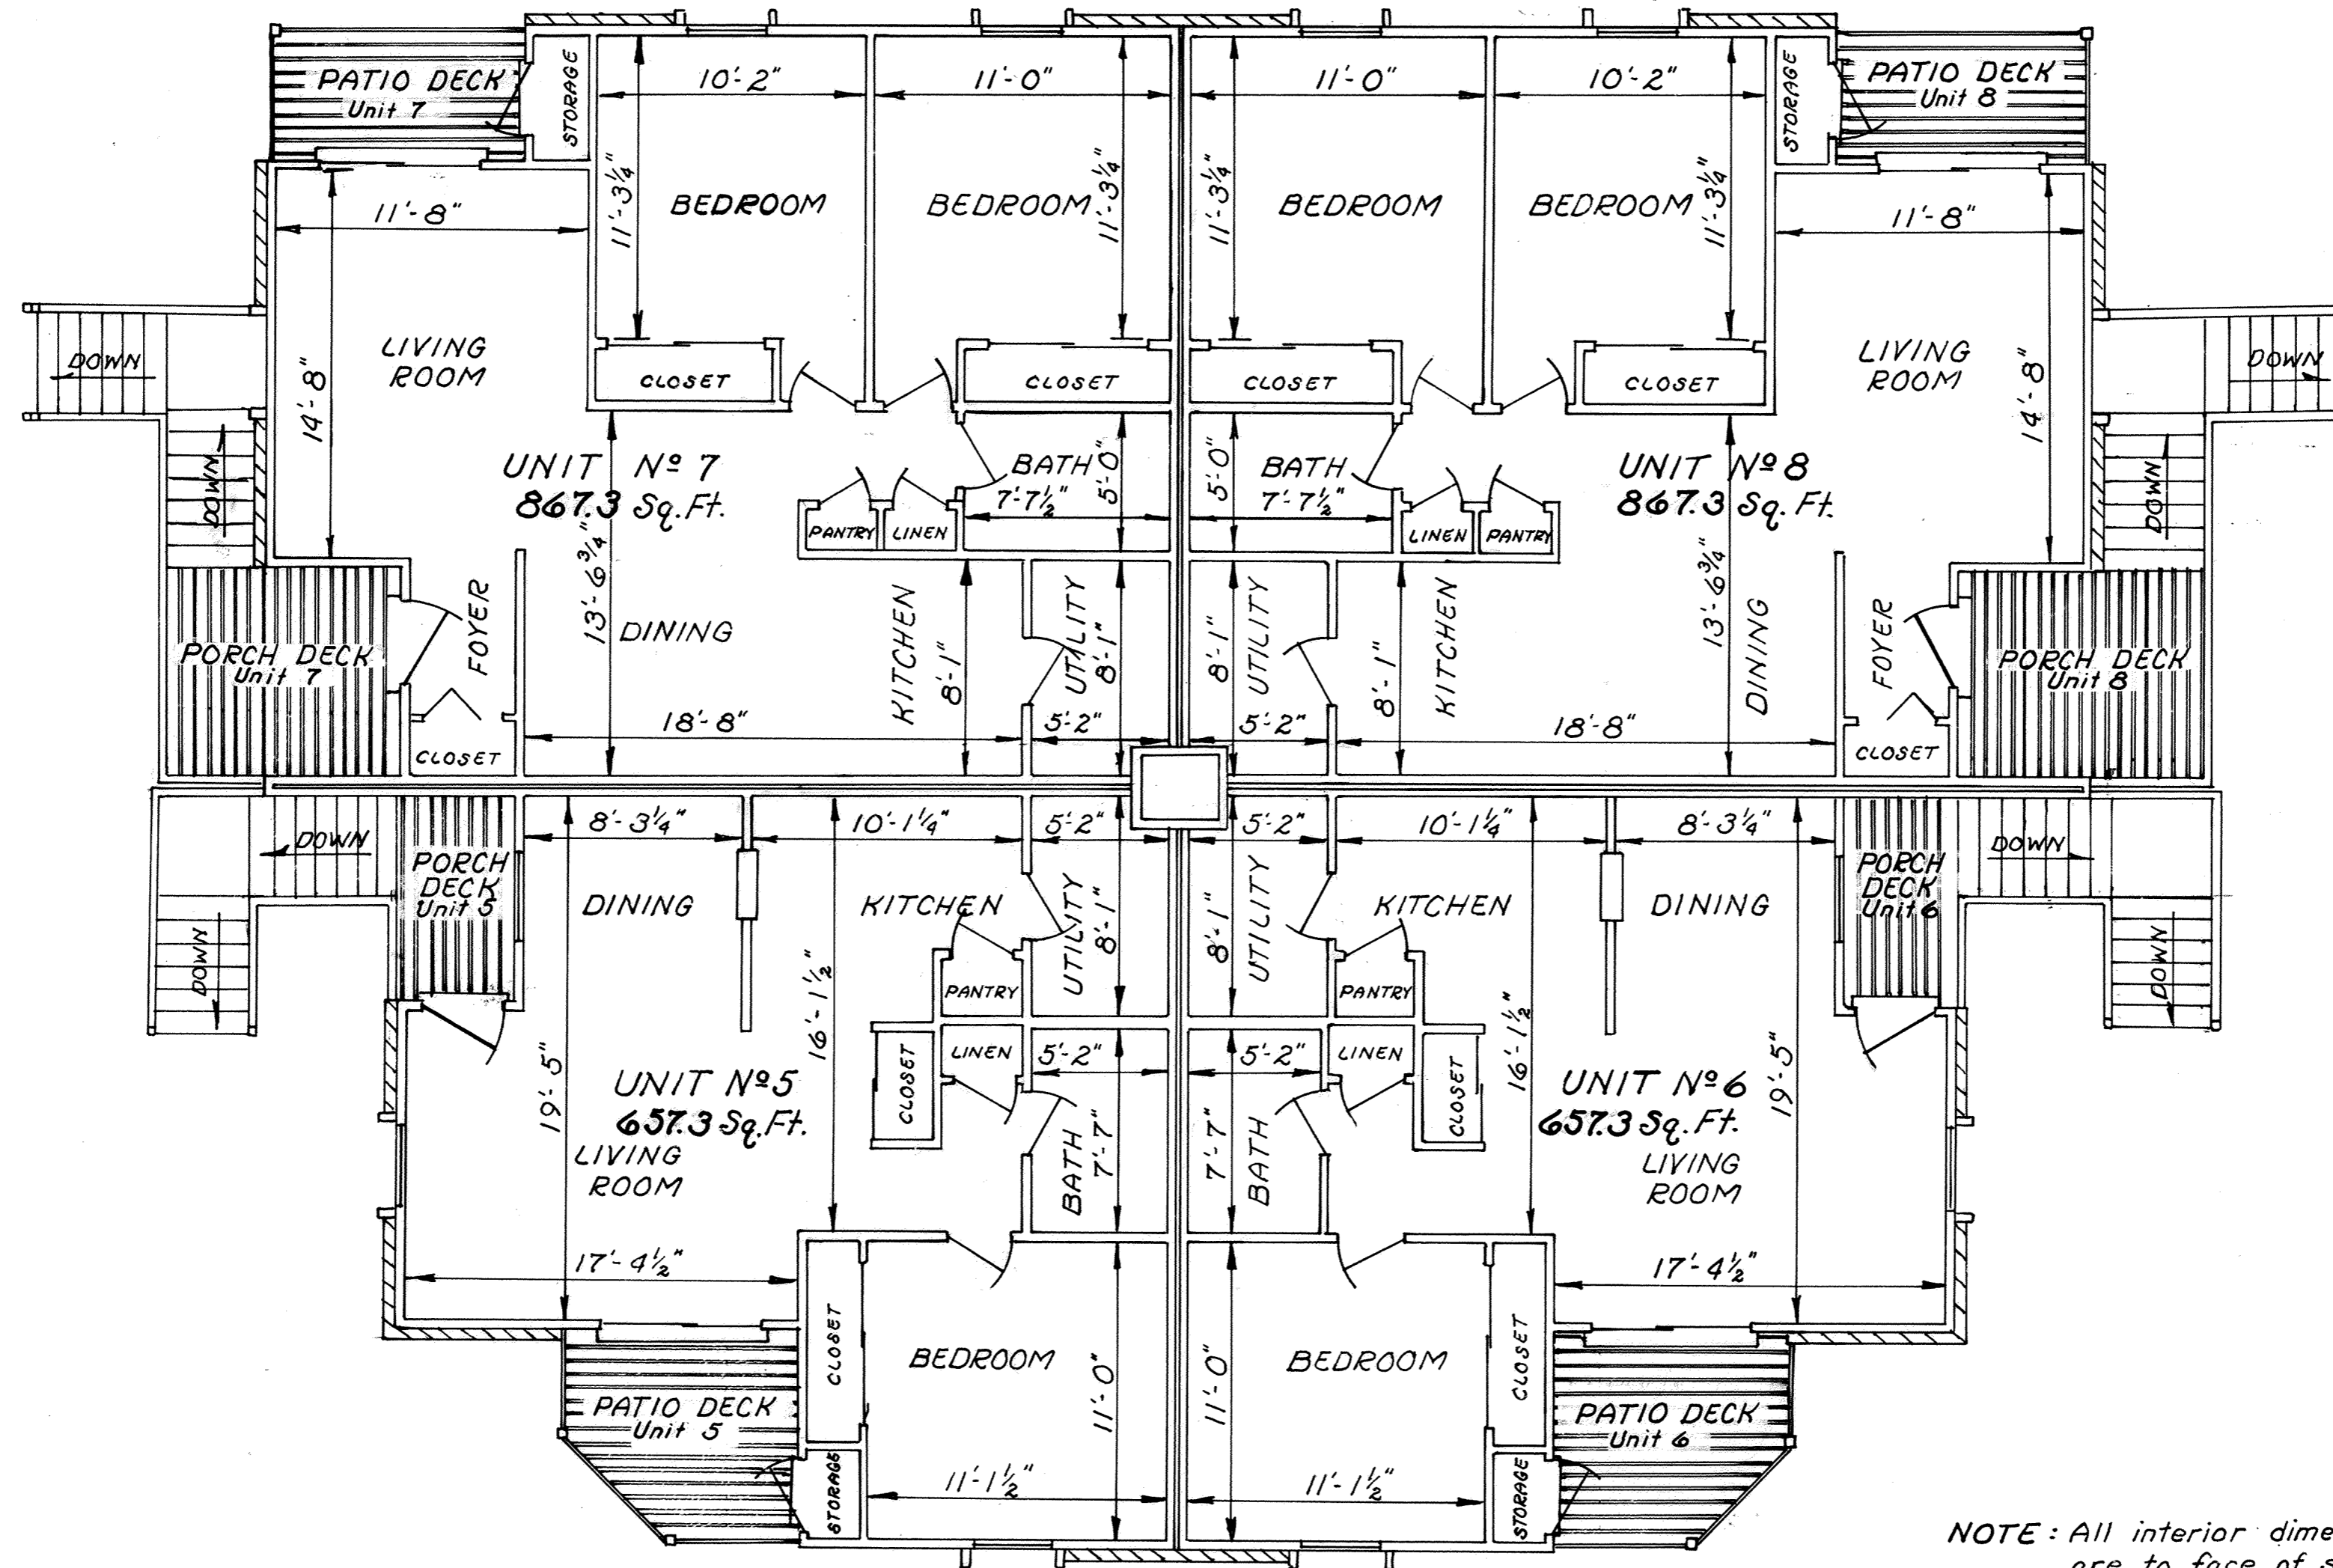 PATIO DECK
Unit 7
STORAGE
10'-2"
11'-0"
11'-0"
10'-2"
STORAGE
PATIO DECK
Unit 8
11'-8"
11'-3¼"
BEDROOM
BEDROOM
11'-3¼"
11'-3¼"
BEDROOM
BEDROOM
11'-3¼"
11'-8"
DOWN
LIVING
ROOM
14'-8"
CLOSET
CLOSET
CLOSET
CLOSET
LIVING
ROOM
14'-8"
DOWN
DOWN
UNIT Nº 7
867.3 Sq. Ft.
BATH
7'-7½"
5'-0"
5'-0"
BATH
7'-7½"
UNIT Nº 8
867.3 Sq. Ft.
DOWN
PANTRY
LINEN
LINEN
PANTRY
13'-6¾"
DINING
FOYER
KITCHEN
8'-1"
UTILITY
8'-1"
8'-1"
UTILITY
8'-1"
KITCHEN
13'-6¾"
DINING
FOYER
PORCH DECK
Unit 7
PORCH DECK
Unit 8
18'-8"
5'-2"
5'-2"
18'-8"
CLOSET
CLOSET
8'-3¼"
10'-1¼"
5'-2"
5'-2"
10'-1¼"
8'-3¼"
DOWN
PORCH
DECK
Unit 5
DINING
KITCHEN
UTILITY
8'-1"
8'-1"
UTILITY
KITCHEN
DINING
PORCH
DECK
Unit 6
DOWN
DOWN
PANTRY
PANTRY
DOWN
16'-1½"
LINEN
5'-2"
5'-2"
LINEN
16'-1½"
19'-5"
UNIT Nº 5
657.3 Sq. Ft.
CLOSET
CLOSET
UNIT Nº 6
657.3 Sq. Ft.
19'-5"
LIVING
ROOM
BATH
7'-7"
7'-7"
BATH
LIVING
ROOM
17'-4½"
17'-4½"
CLOSET
BEDROOM
11'-0"
11'-0"
BEDROOM
CLOSET
PATIO DECK
Unit 5
PATIO DECK
Unit 6
STORAGE
11'-1½"
11'-1½"
STORAGE
NOTE: All interior dime
are to face of s